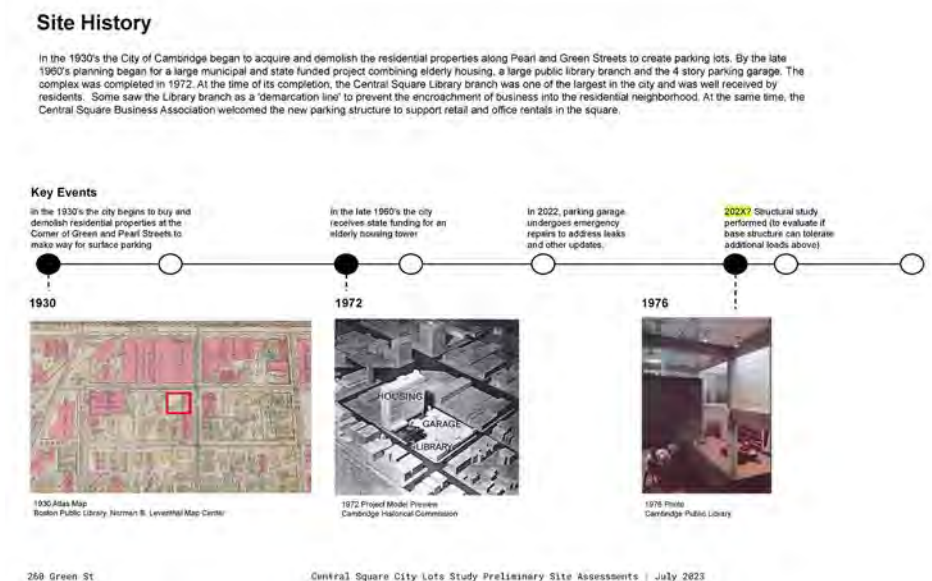 Site History
In the 1930's the City of Cambridge began to acquire and demolish the residential properties along Pearl and Green Streets to create parking lots. By the late
1960's planning began for a large municipal and state funded project combining elderly housing, a large public library branch and the 4 story parking garage. The
complex was completed in 1972. At the time of its completion, the Central Square Library branch was one of the largest in the city and was well received by
residents. Some saw the Library branch as a 'demarcation line' to prevent the encroachment of business into the residential neighborhood. At the same time, the
Central Square Business Association welcomed the new parking structure to support retail and office rentals in the square.
Key Events
In the 1930's the city begins to buy and
demolish residential properties at the
Corner of Green and Pearl Streets to
make way for surface parking
in the late 1960's the city
receives state funding for an
elderly housing tower
In 2022, parking garage
undergoes emergency
repairs to address leaks
and other updates.
202X? Structural study
performed (to evaluate if
base structure can tolerate
additional loads above)
1930
1972
1976
HOUSING
GARAGE
LIBRARY
1930 Atlas Map
Boston Public Library, Norman B. Leventhal Map Center
1972 Project Model Preview
Cambridge Historical Commission
1976 Photo
Cambridge Public Library
260 Green St
Central Square City Lots Study Preliminary Site Assessments | July 2023